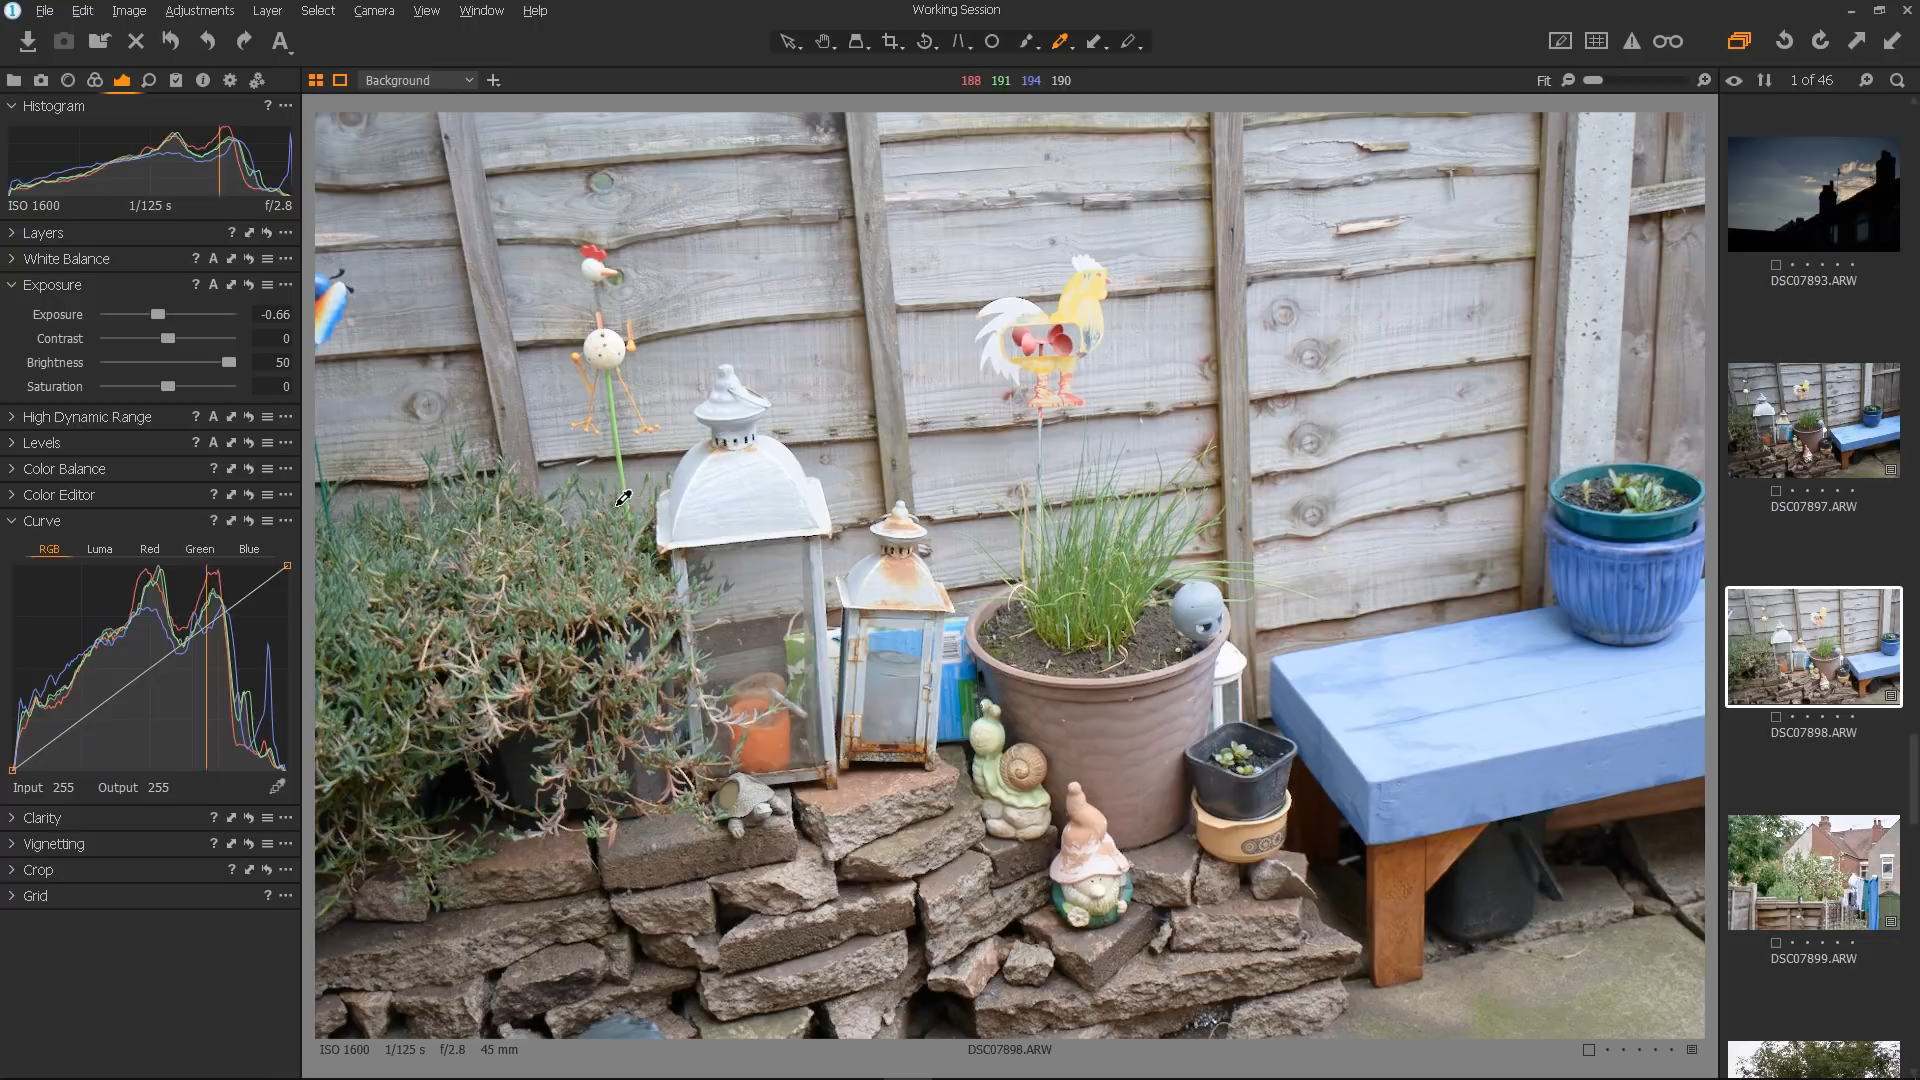 1 File Edit Image Adjustments Layer Select Camera View Window Help
Working Session
A
Background
188 191 194 190
Fit
1 of 46
Histogram ? ...
ISO 1600 1/125 s f/2.8
Layers ? ...
White Balance ? A ...
Exposure ? A ...
Exposure -0.66
Contrast 0
Brightness 50
Saturation 0
High Dynamic Range ? A ...
Levels ? A ...
Color Balance ? ...
Color Editor ? ...
Curve ? ...
RGB Luma Red Green Blue
Input 255 Output 255
Clarity ? ...
Vignetting ? ...
Crop ? ...
Grid ? ...
ISO 1600 1/125 s f/2.8 45 mm
DSC07898.ARW
DSC07893.ARW
DSC07897.ARW
DSC07898.ARW
DSC07899.ARW